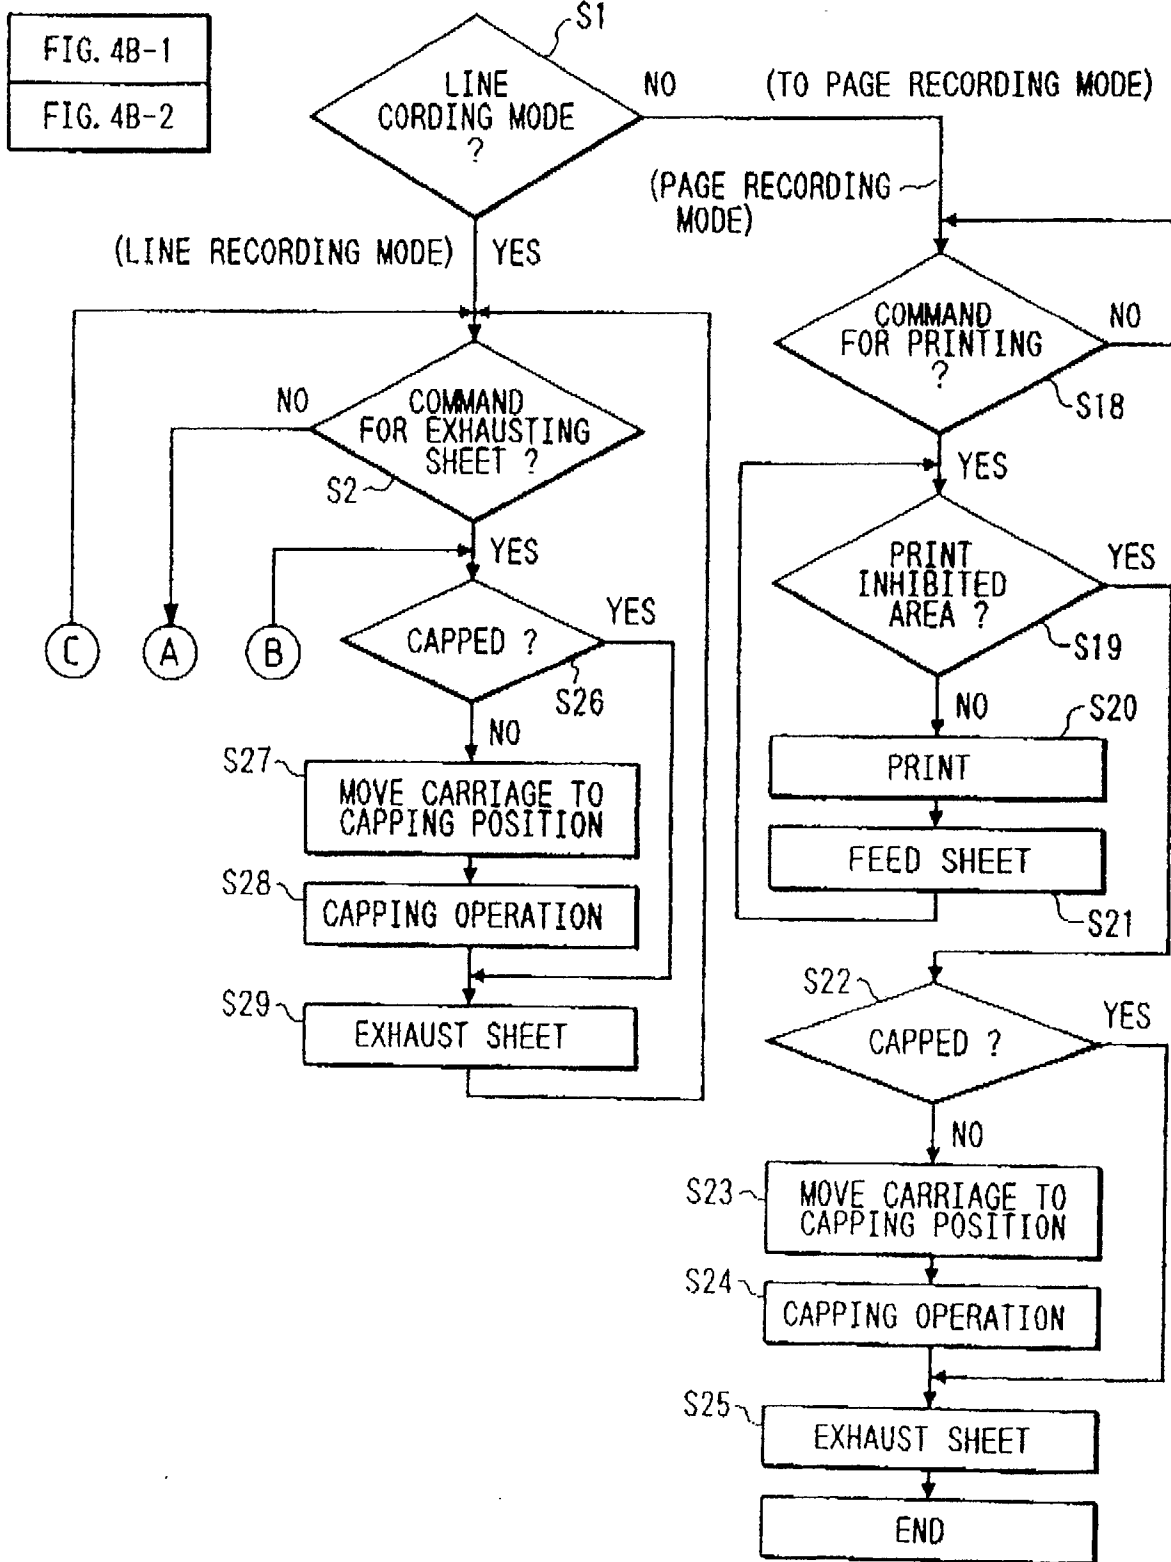 FIG. 4B-1
FIG. 4B-2
S1
LINE
CORDING MODE
?
NO
(TO PAGE RECORDING MODE)
(PAGE RECORDING
MODE)
(LINE RECORDING MODE)
YES
COMMAND
FOR EXHAUSTING
SHEET ?
NO
S2
YES
C
A
B
CAPPED ?
YES
S26
NO
S27
MOVE CARRIAGE TO
CAPPING POSITION
S28
CAPPING OPERATION
S29
EXHAUST SHEET
COMMAND
FOR PRINTING
?
NO
S18
YES
PRINT
INHIBITED
AREA ?
YES
S19
NO
S20
PRINT
FEED SHEET
S21
S22
CAPPED ?
YES
NO
S23
MOVE CARRIAGE TO
CAPPING POSITION
S24
CAPPING OPERATION
S25
EXHAUST SHEET
END